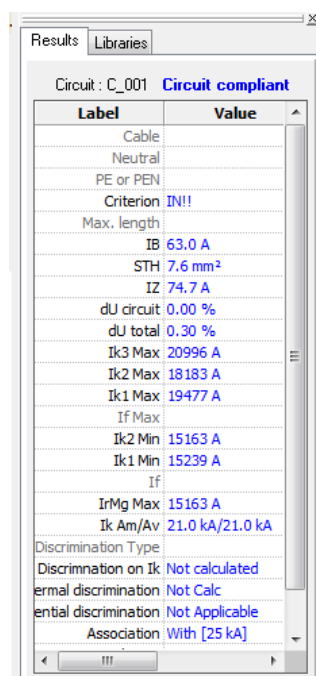 Results Libraries
Circuit : C_001 Circuit compliant
Label Value
Cable
Neutral
PE or PEN
Criterion IN!!
Max. length
IB 63.0 A
STH 7.6 mm²
IZ 74.7 A
dU circuit 0.00 %
dU total 0.30 %
Ik3 Max 20996 A
Ik2 Max 18183 A
Ik1 Max 19477 A
If Max
Ik2 Min 15163 A
Ik1 Min 15239 A
If
IrMg Max 15163 A
Ik Am/Av 21.0 kA/21.0 kA
Discrimination Type
Discrimnation on Ik Not calculated
ermal discrimination Not Calc
ential discrimination Not Applicable
Association With [25 kA]